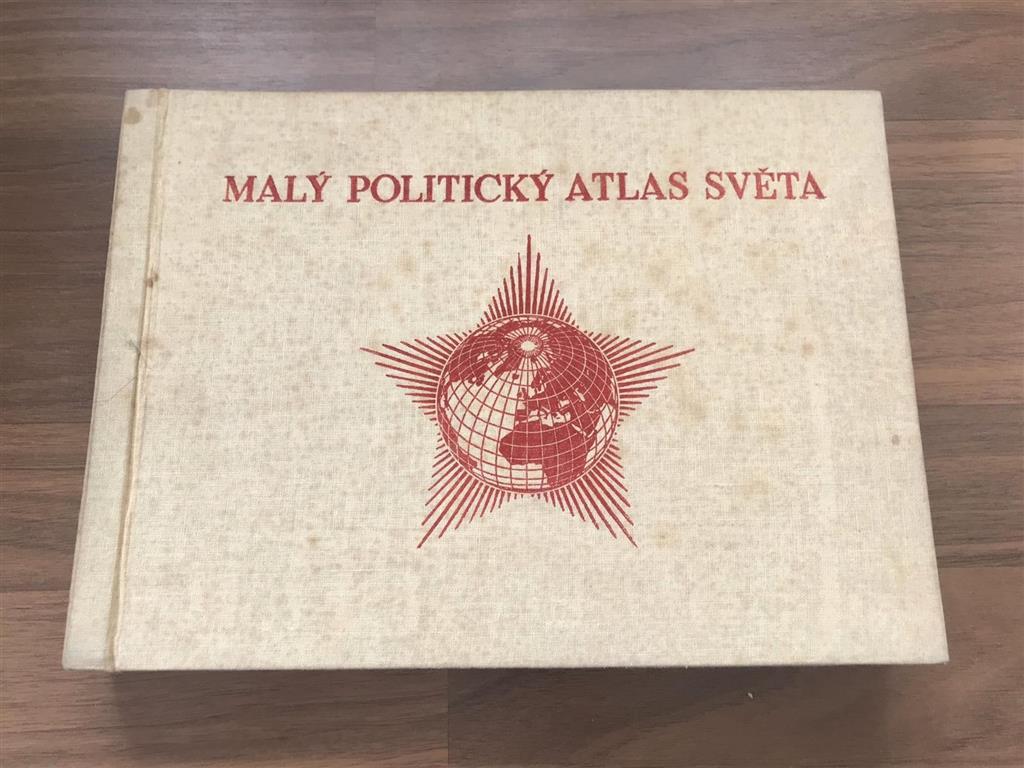 MALÝ POLITICKÝ ATLAS SVĚTA